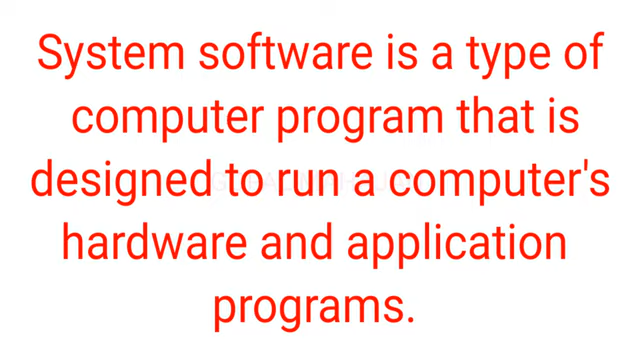 System software is a type of
computer program that is
designed to run a computer's
hardware and application
programs.